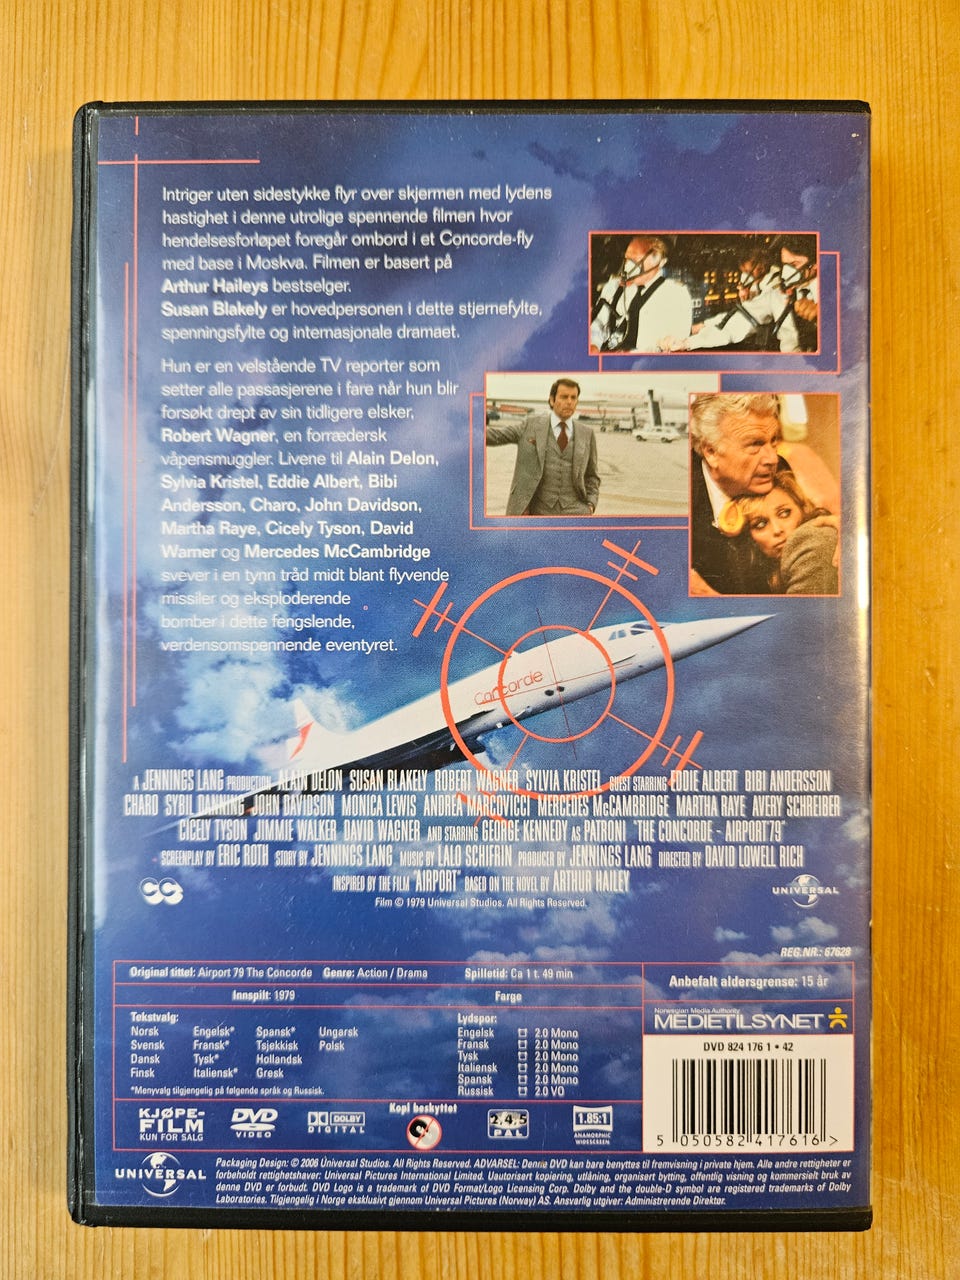 Intriger uten sidestykke flyr over skjermen med lydens
hastighet i denne utrolige spennende filmen hvor
hendelsesforløpet foregår ombord i et Concorde-fly
med base i Moskva. Filmen er basert på
Arthur Haileys bestselger.
Susan Blakely er hovedpersonen i dette stjernefylte,
spenningsfylte og internasjonale dramaet.
Hun er en velstående TV reporter som
setter alle passasjerene i fare når hun blir
forsøkt drept av sin tidligere elsker,
Robert Wagner, en forrædersk
våpensmugler. Livene til Alain Delon,
Sylvia Kristel, Eddie Albert, Bibi
Andersson, Charo, John Davidson,
Martha Raye, Cicely Tyson, David
Warner og Mercedes McCambridge
svever i en tynn tråd midt blant flyvende
missiler og eksploderende
bomber i dette fengslende,
verdensomspennende eventyret.
Concorde
A JENNINGS LANG PRODUCTION ALAIN DELON SUSAN BLAKELY ROBERT WAGNER SYLVIA KRISTEL GUEST STARRING EDDIE ALBERT BIBI ANDERSSON
CHARO SYBIL DANNING JOHN DAVIDSON MONICA LEWIS ANDREA MARCOVICCI MERCEDES McCAMBRIDGE MARTHA RAYE AVERY SCHREIBER
CICELY TYSON JIMMIE WALKER DAVID WAGNER AND STARRING GEORGE KENNEDY AS PATRONI "THE CONCORDE - AIRPORT'79"
SCREENPLAY BY ERIC ROTH STORY BY JENNINGS LANG MUSIC BY LALO SCHIFRIN PRODUCED BY JENNINGS LANG DIRECTED BY DAVID LOWELL RICH
INSPIRED BY THE FILM "AIRPORT" BASED ON THE NOVEL BY ARTHUR HAILEY
Film © 1979 Universal Studios. All Rights Reserved.
UNIVERSAL
REG.NR.: 67628
Original tittel: Airport 79 The Concorde Genre: Action / Drama Spilletid: Ca 1 t. 49 min
Innspilt: 1979 Farge
Anbefalt aldersgrense: 15 år
Norwegian Media Authority
MEDIETILSYNET
Tekstvalg:
Norsk Engelsk* Spansk* Ungarsk
Svensk Fransk* Tsjekkisk Polsk
Dansk Tysk* Hollandsk
Finsk Italiensk* Gresk
*Menyvalg tilgjengelig på følgende språk og Russisk.
Lydspor:
Engelsk 2.0 Mono
Fransk 2.0 Mono
Tysk 2.0 Mono
Italiensk 2.0 Mono
Spansk 2.0 Mono
Russisk 2.0 VO
DVD 824 176 1 • 42
5 050582 417616 >
KJØPE-
FILM
KUN FOR SALG
DVD
VIDEO
DOLBY
DIGITAL
Kopi beskyttet
2.4.5
PAL
1.85:1
ANAMORPHIC
WIDESCREEN
UNIVERSAL
Packaging Design: © 2006 Universal Studios. All Rights Reserved. ADVARSEL: Denne DVD kan bare benyttes til fremvisning i private hjem. Alle andre rettigheter er
forbeholdt rettighetshaver: Universal Pictures International Limited. Uautorisert kopiering, utlåning, organisert bytting, offentlig visning og kommersielt bruk av
denne DVD er forbudt. DVD Logo is a trademark of DVD Format/Logo Licensing Corp. Dolby and the double-D symbol are registered trademarks of Dolby
Laboratories. Tilgjengelig i Norge eksklusivt gjennom Universal Pictures (Norway) AS. Ansvarlig utgiver: Administrerende Direktør.